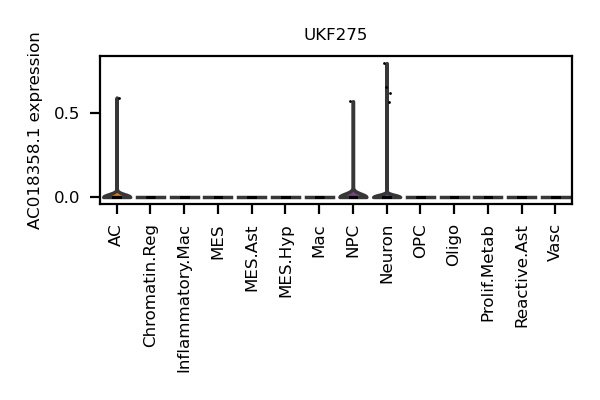 UKF275
AC018358.1 expression
0.5
0.0
AC
Chromatin.Reg
Inflammatory.Mac
MES
MES.Ast
MES.Hyp
Mac
NPC
Neuron
OPC
Oligo
Prolif.Metab
Reactive.Ast
Vasc